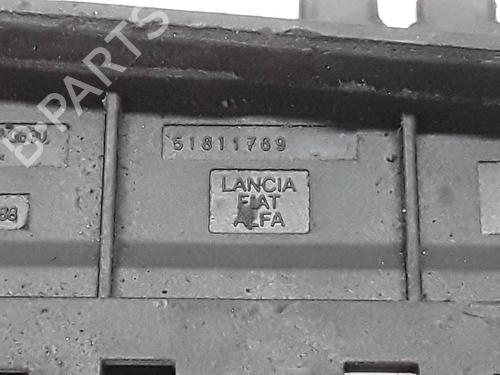 B-PARTS
51811769
LANCIA
FIAT
ALFA